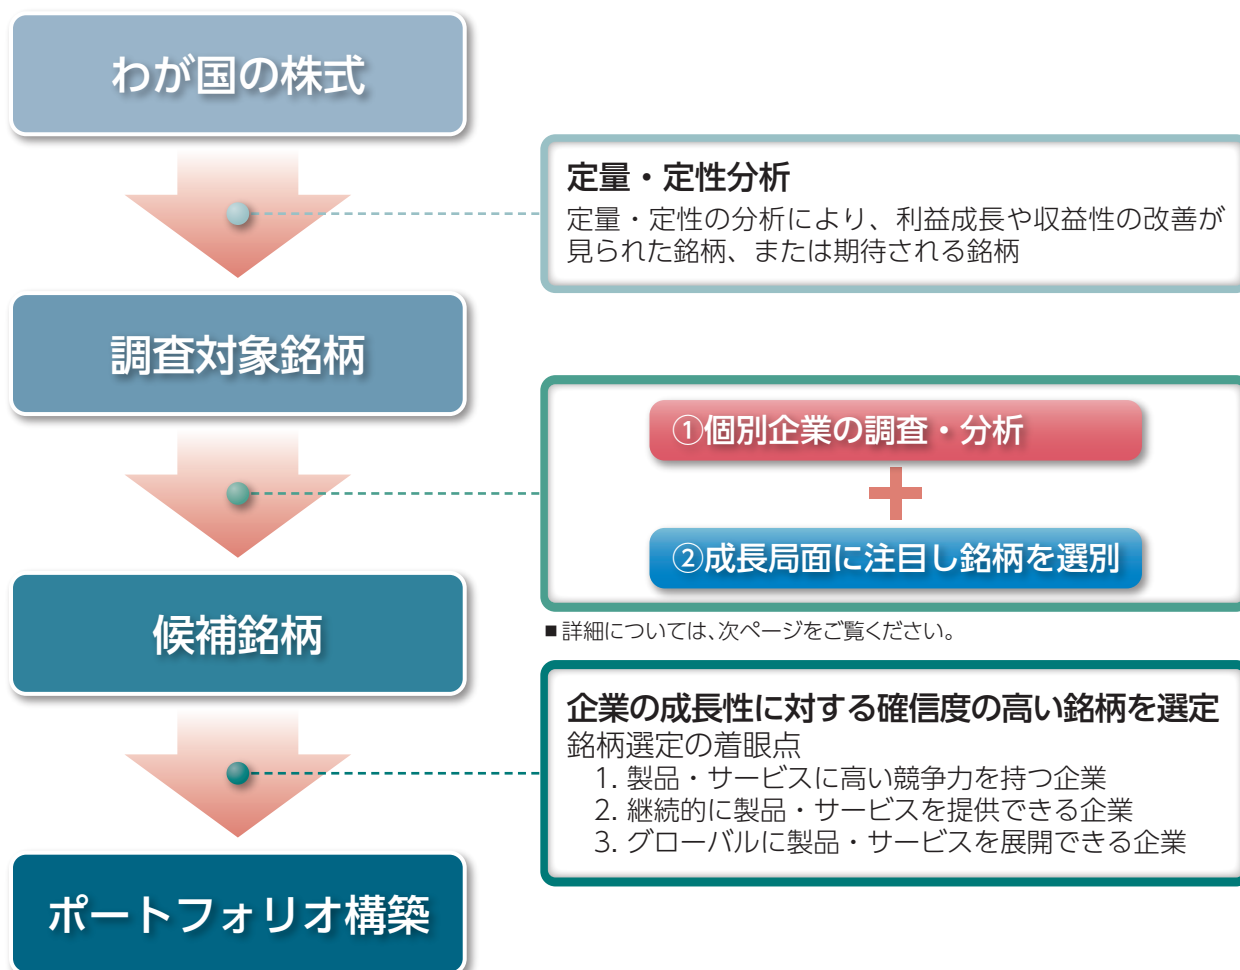 わが国の株式
定量・定性分析
定量・定性の分析により、利益成長や収益性の改善が
見られた銘柄、または期待される銘柄
調査対象銘柄
①個別企業の調査・分析
+
②成長局面に注目し銘柄を選別
■詳細については、次ページをご覧ください。
候補銘柄
企業の成長性に対する確信度の高い銘柄を選定
銘柄選定の着眼点
1. 製品・サービスに高い競争力を持つ企業
2. 継続的に製品・サービスを提供できる企業
3. グローバルに製品・サービスを展開できる企業
ポートフォリオ構築